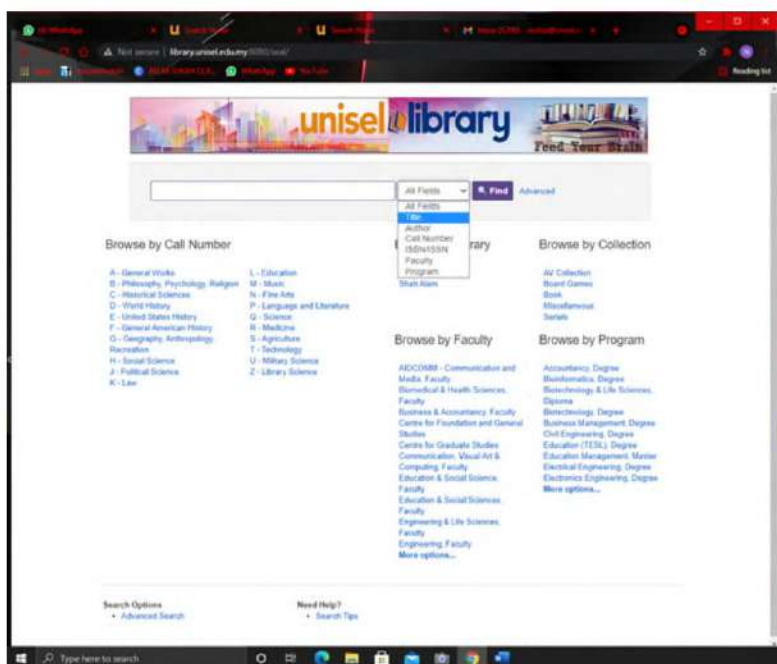 Not secure | library.unisel.edu.my:8080/
WhatsApp
YouTube
Reading list
unisel library
Feed Your Brain
All Fields
Find
Advanced
All Fields
Title
Author
Call Number
ISBN/ISSN
Faculty
Program
Browse by Call Number
A - General Works
B - Philosophy, Psychology, Religion
C - Historical Sciences
D - World History
E - United States History
F - General American History
G - Geography, Anthropology,
Recreation
H - Social Science
J - Political Science
K - Law
L - Education
M - Music
N - Fine Arts
P - Language and Literature
Q - Science
R - Medicine
S - Agriculture
T - Technology
U - Military Science
Z - Library Science
Shah Alam
Browse by Collection
AV Collection
Board Games
Book
Miscellaneous
Serials
Browse by Faculty
AIDCOMM - Communication and
Media, Faculty
Biomedical & Health Sciences,
Faculty
Business & Accountancy, Faculty
Centre for Foundation and General
Studies
Centre for Graduate Studies
Communication, Visual Art &
Computing, Faculty
Education & Social Science,
Faculty
Education & Social Sciences,
Faculty
Engineering & Life Sciences,
Faculty
Engineering, Faculty
More options...
Browse by Program
Accountancy, Degree
Bioinformatics, Degree
Biotechnology & Life Sciences,
Diploma
Biotechnology, Degree
Business Management, Degree
Civil Engineering, Degree
Education (TESL), Degree
Education Management, Master
Electrical Engineering, Degree
Electronics Engineering, Degree
More options...
Search Options
Advanced Search
Need Help?
Search Tips
Type here to search